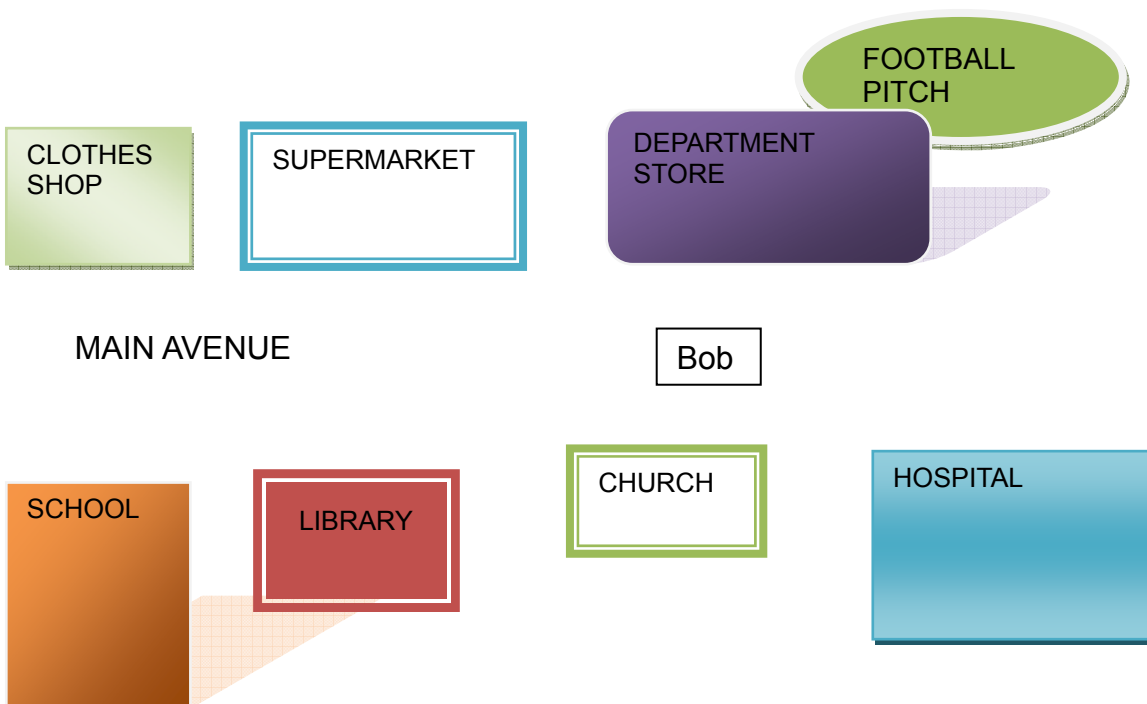 FOOTBALL
PITCH
CLOTHES
SHOP
SUPERMARKET
DEPARTMENT
STORE
MAIN AVENUE
Bob
SCHOOL
LIBRARY
CHURCH
HOSPITAL